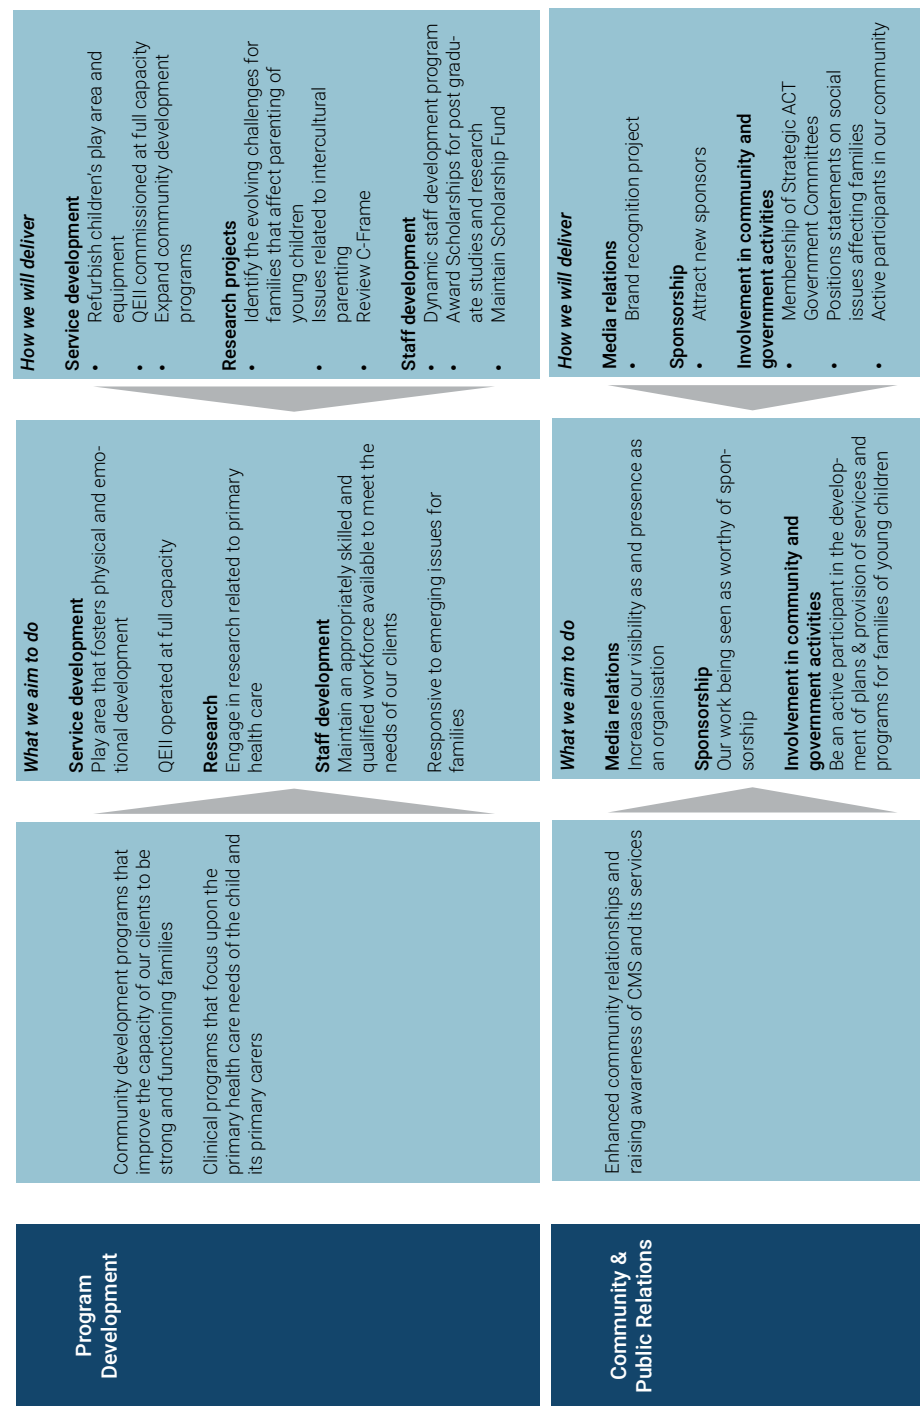 Program
Development
Community development programs that
improve the capacity of our clients to be
strong and functioning families
Clinical programs that focus upon the
primary health care needs of the child and
its primary carers
What we aim to do
Service development
Play area that fosters physical and emo-
tional development
QEII operated at full capacity
Research
Engage in research related to primary
health care
Staff development
Maintain an appropriately skilled and
qualified workforce available to meet the
needs of our clients
Responsive to emerging issues for
families
How we will deliver
Service development
• Refurbish children's play area and
equipment
• QEII commissioned at full capacity
• Expand community development
programs
Research projects
• Identify the evolving challenges for
families that affect parenting of
young children
• Issues related to intercultural
parenting
• Review C-Frame
Staff development
• Dynamic staff development program
• Award Scholarships for post gradu-
ate studies and research
• Maintain Scholarship Fund
Community &
Public Relations
Enhanced community relationships and
raising awareness of CMS and its services
What we aim to do
Media relations
Increase our visibility as and presence as
an organisation
Sponsorship
Our work being seen as worthy of spon-
sorship
Involvement in community and
government activities
Be an active participant in the develop-
ment of plans & provision of services and
programs for families of young children
How we will deliver
Media relations
• Brand recognition project
Sponsorship
• Attract new sponsors
Involvement in community and
government activities
• Membership of Strategic ACT
Government Committees
• Positions statements on social
issues affecting families
• Active participants in our community